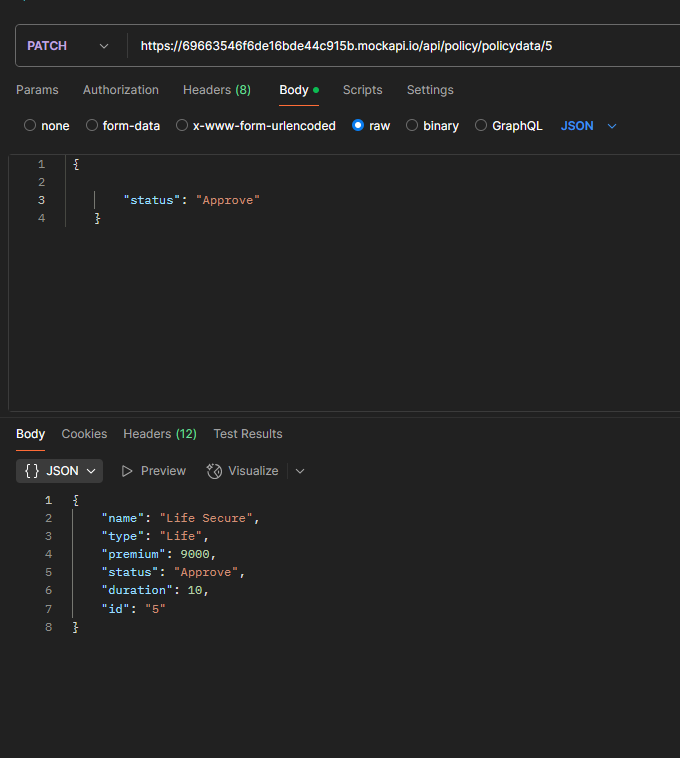 PATCH https://69663546f6de16bde44c915b.mockapi.io/api/policy/policydata/5
Params Authorization Headers (8) Body Scripts Settings
none form-data x-www-form-urlencoded raw binary GraphQL JSON
1 {
2
3 "status": "Approve"
4 }
Body Cookies Headers (12) Test Results
{} JSON Preview Visualize
1 {
2 "name": "Life Secure",
3 "type": "Life",
4 "premium": 9000,
5 "status": "Approve",
6 "duration": 10,
7 "id": "5"
8 }